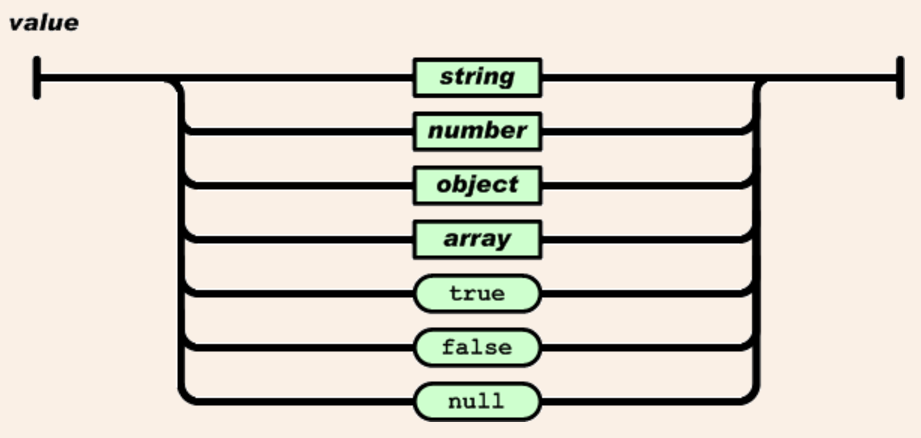 value
string
number
object
array
true
false
null